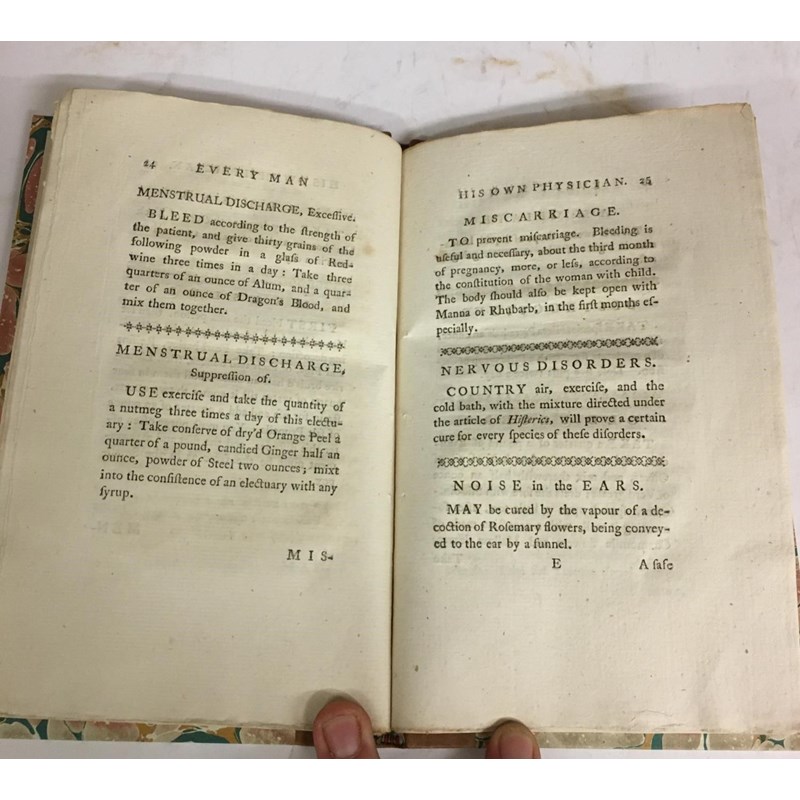 24 EVERY MAN
MENSTRUAL DISCHARGE, Exceſſive.
BLEED according to the ſtrength of
the patient, and give thirty grains of the
following powder in a glaſs of Red-
wine three times in a day: Take three
quarters of an ounce of Alum, and a quar-
ter of an ounce of Dragon's Blood, and
mix them together.
MENSTRUAL DISCHARGE,
Suppreſſion of.
USE exerciſe and take the quantity of
a nutmeg three times a day of this electu-
ary: Take conſerve of dry'd Orange Peel a
quarter of a pound, candied Ginger half an
ounce, powder of Steel two ounces; mixt
into the conſiſtence of an electuary with any
ſyrup.
MIS-
HIS OWN PHYSICIAN. 25
MISCARRIAGE.
TO prevent miſcarriage. Bleeding is
uſeful and neceſſary, about the third month
of pregnancy, more, or leſs, according to
the conſtitution of the woman with child.
The body ſhould alſo be kept open with
Manna or Rhubarb, in the firſt months eſ-
pecially.
NERVOUS DISORDERS.
COUNTRY air, exerciſe, and the
cold bath, with the mixture directed under
the article of Hiſterics, will prove a certain
cure for every ſpecies of theſe diſorders.
NOISE in the EARS.
MAY be cured by the vapour of a de-
coction of Roſemary flowers, being convey-
ed to the ear by a funnel.
E A ſafe